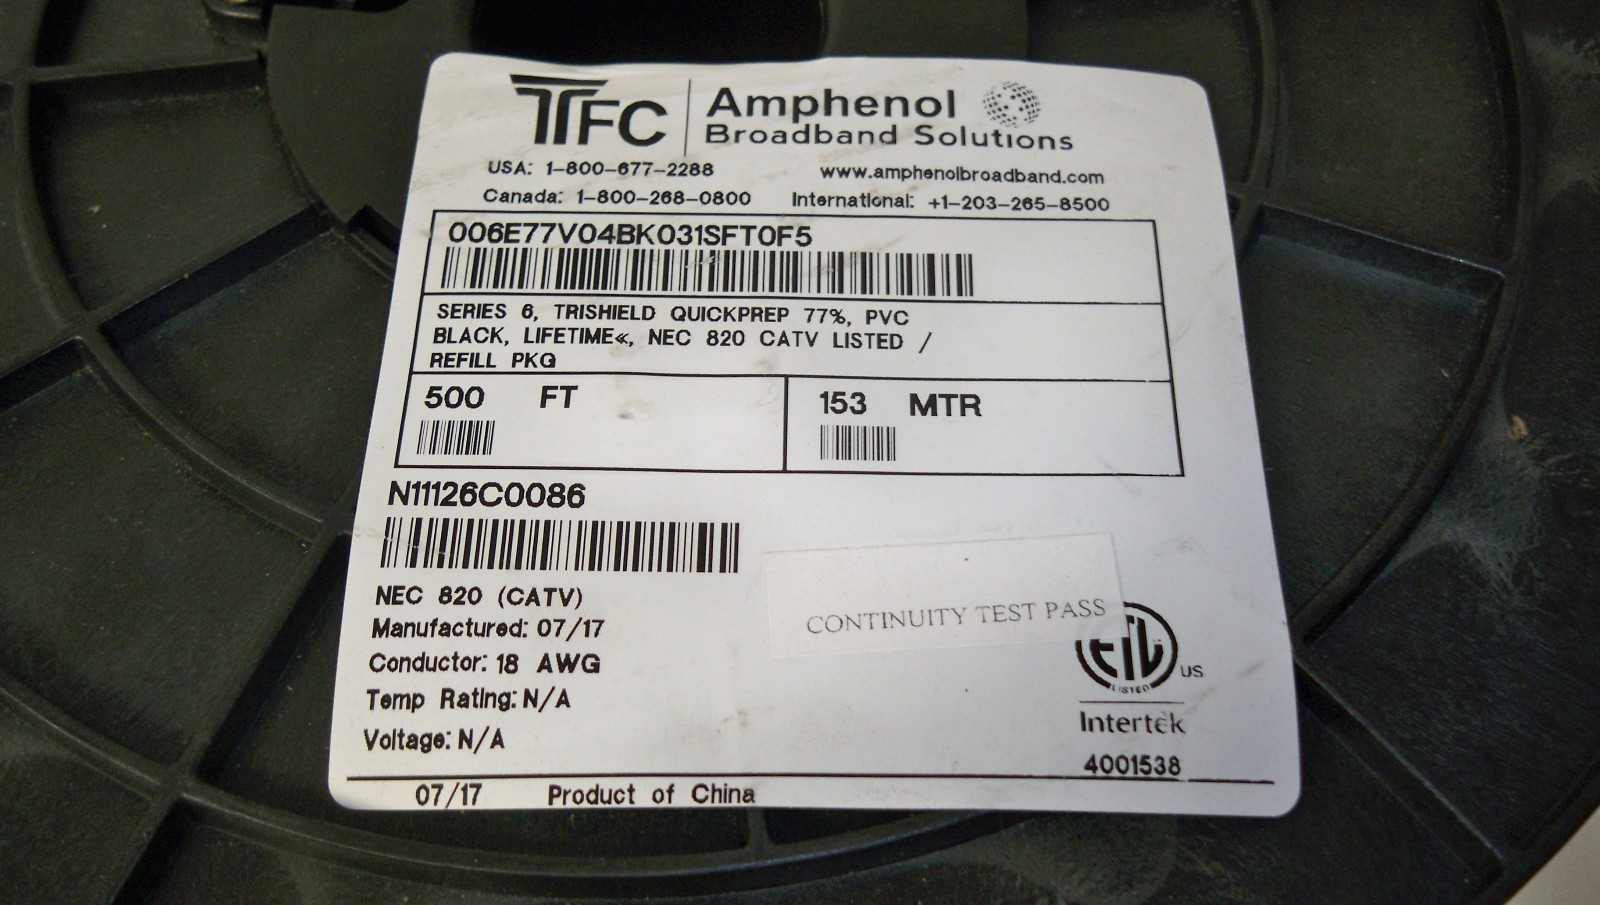 TFC Amphenol
Broadband Solutions
USA: 1-800-677-2288 www.amphenolbroadband.com
Canada: 1-800-268-0800 International: +1-203-265-8500
006E77V04BK031SFT0F5
SERIES 6, TRISHIELD QUICKPREP 77%, PVC
BLACK, LIFETIME«, NEC 820 CATV LISTED /
REFILL PKG
500 FT 153 MTR
N11126C0086
NEC 820 (CATV)
Manufactured: 07/17
Conductor: 18 AWG
Temp Rating: N/A
Voltage: N/A
CONTINUITY TEST PASS
ETL
LISTED
US
Intertek
4001538
07/17 Product of China